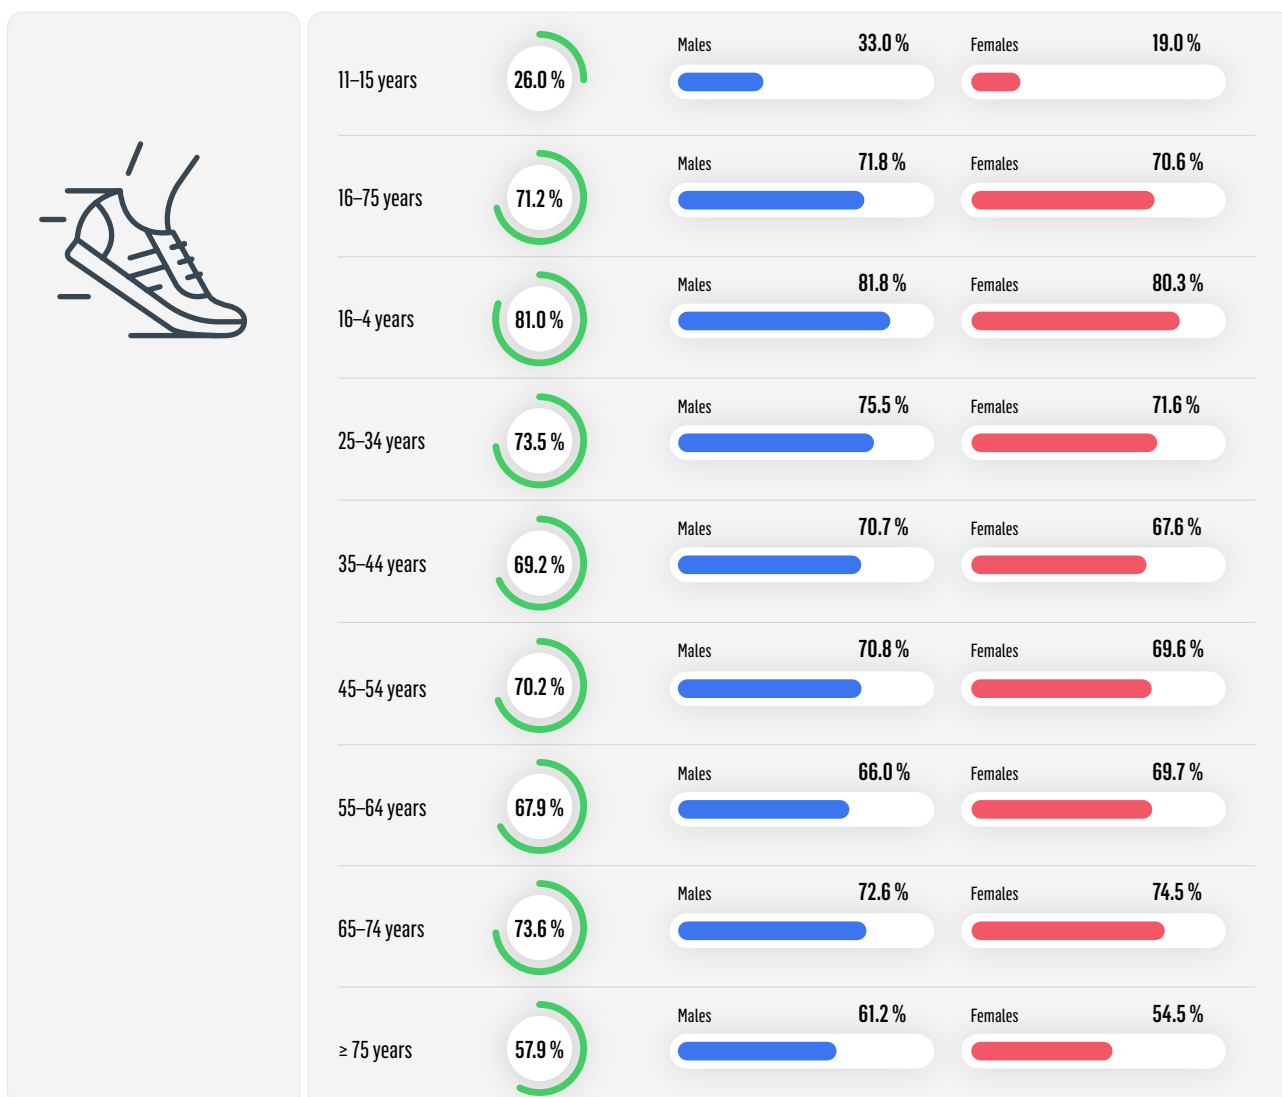 Males 33.0 % Females 19.0 %
11–15 years 26.0 %
Males 71.8 % Females 70.6 %
16–75 years 71.2 %
Males 81.8 % Females 80.3 %
16–4 years 81.0 %
Males 75.5 % Females 71.6 %
25–34 years 73.5 %
Males 70.7 % Females 67.6 %
35–44 years 69.2 %
Males 70.8 % Females 69.6 %
45–54 years 70.2 %
Males 66.0 % Females 69.7 %
55–64 years 67.9 %
Males 72.6 % Females 74.5 %
65–74 years 73.6 %
Males 61.2 % Females 54.5 %
≥ 75 years 57.9 %